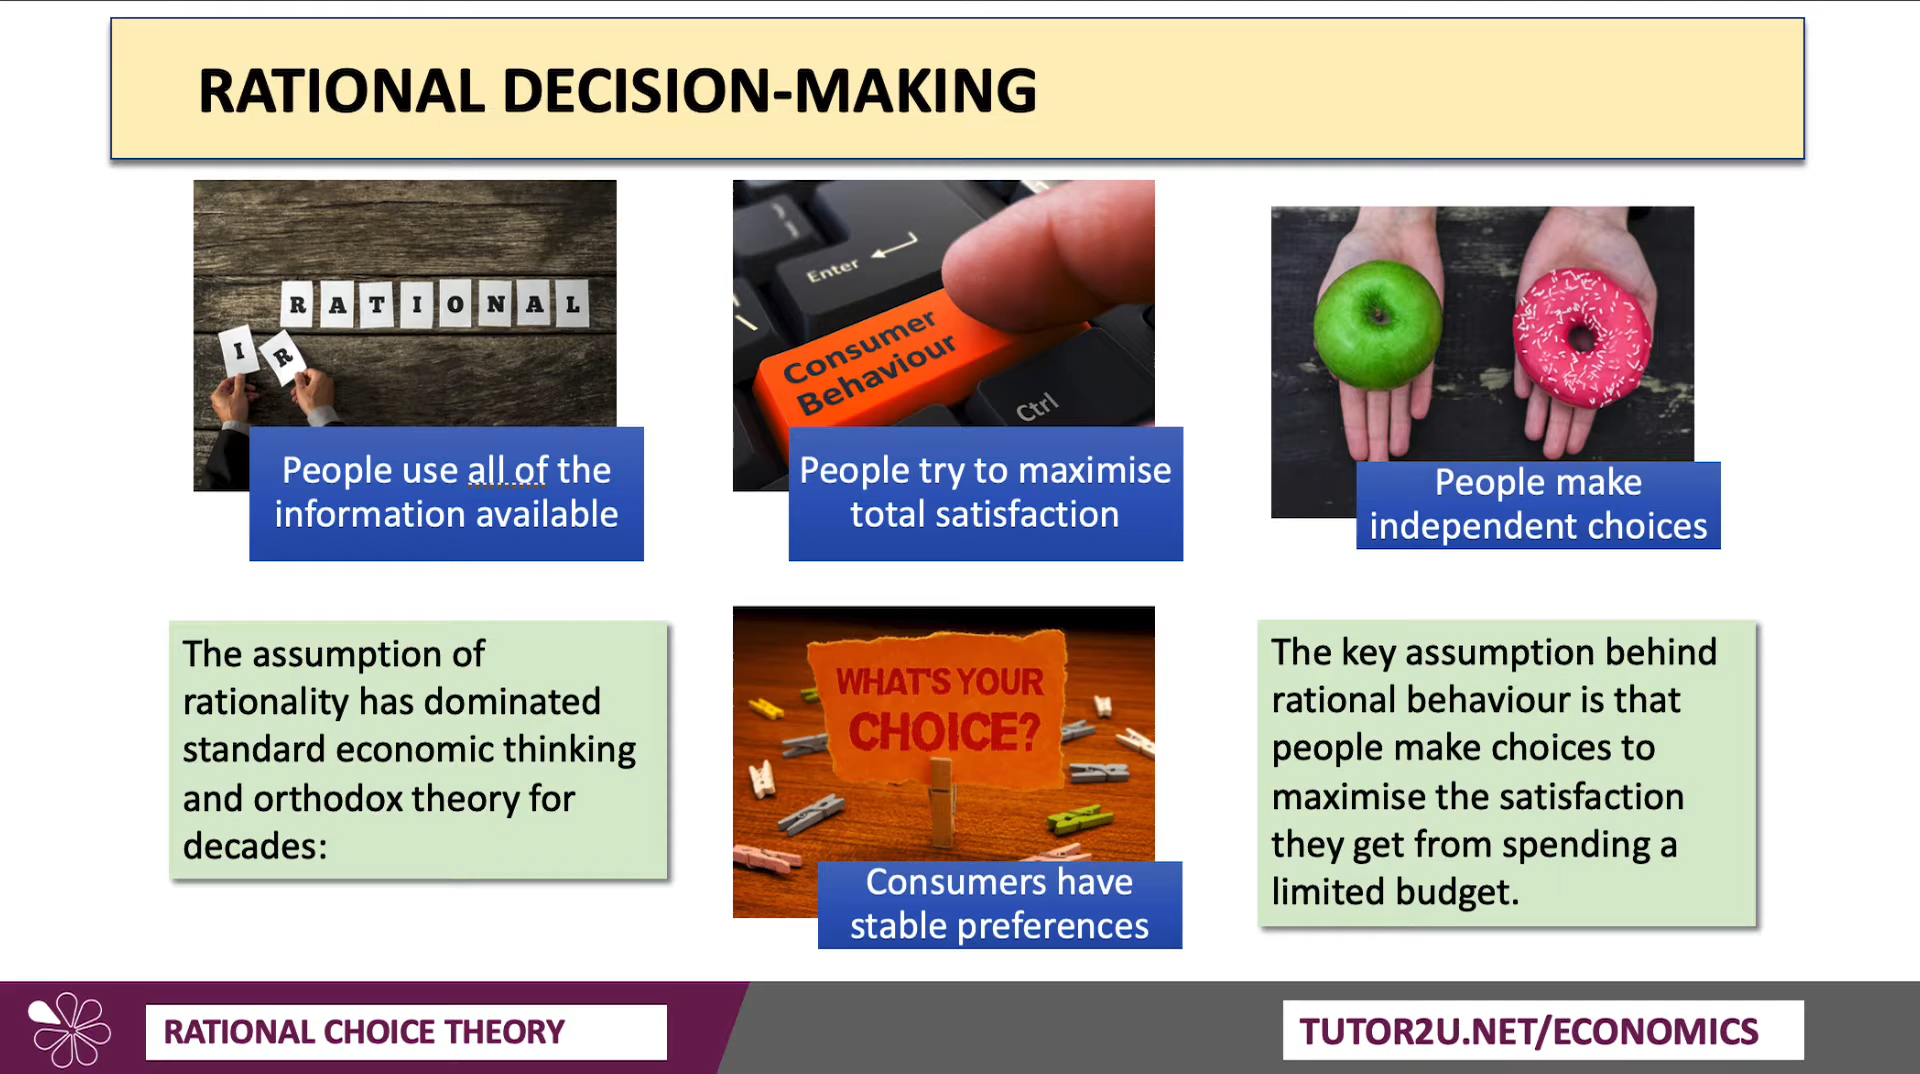 RATIONAL DECISION-MAKING
RATIONAL
I R
People use all of the
information available
Enter
Consumer
Behaviour
Ctrl
People try to maximise
total satisfaction
People make
independent choices
The assumption of
rationality has dominated
standard economic thinking
and orthodox theory for
decades:
WHAT'S YOUR
CHOICE?
Consumers have
stable preferences
The key assumption behind
rational behaviour is that
people make choices to
maximise the satisfaction
they get from spending a
limited budget.
RATIONAL CHOICE THEORY
TUTOR2U.NET/ECONOMICS